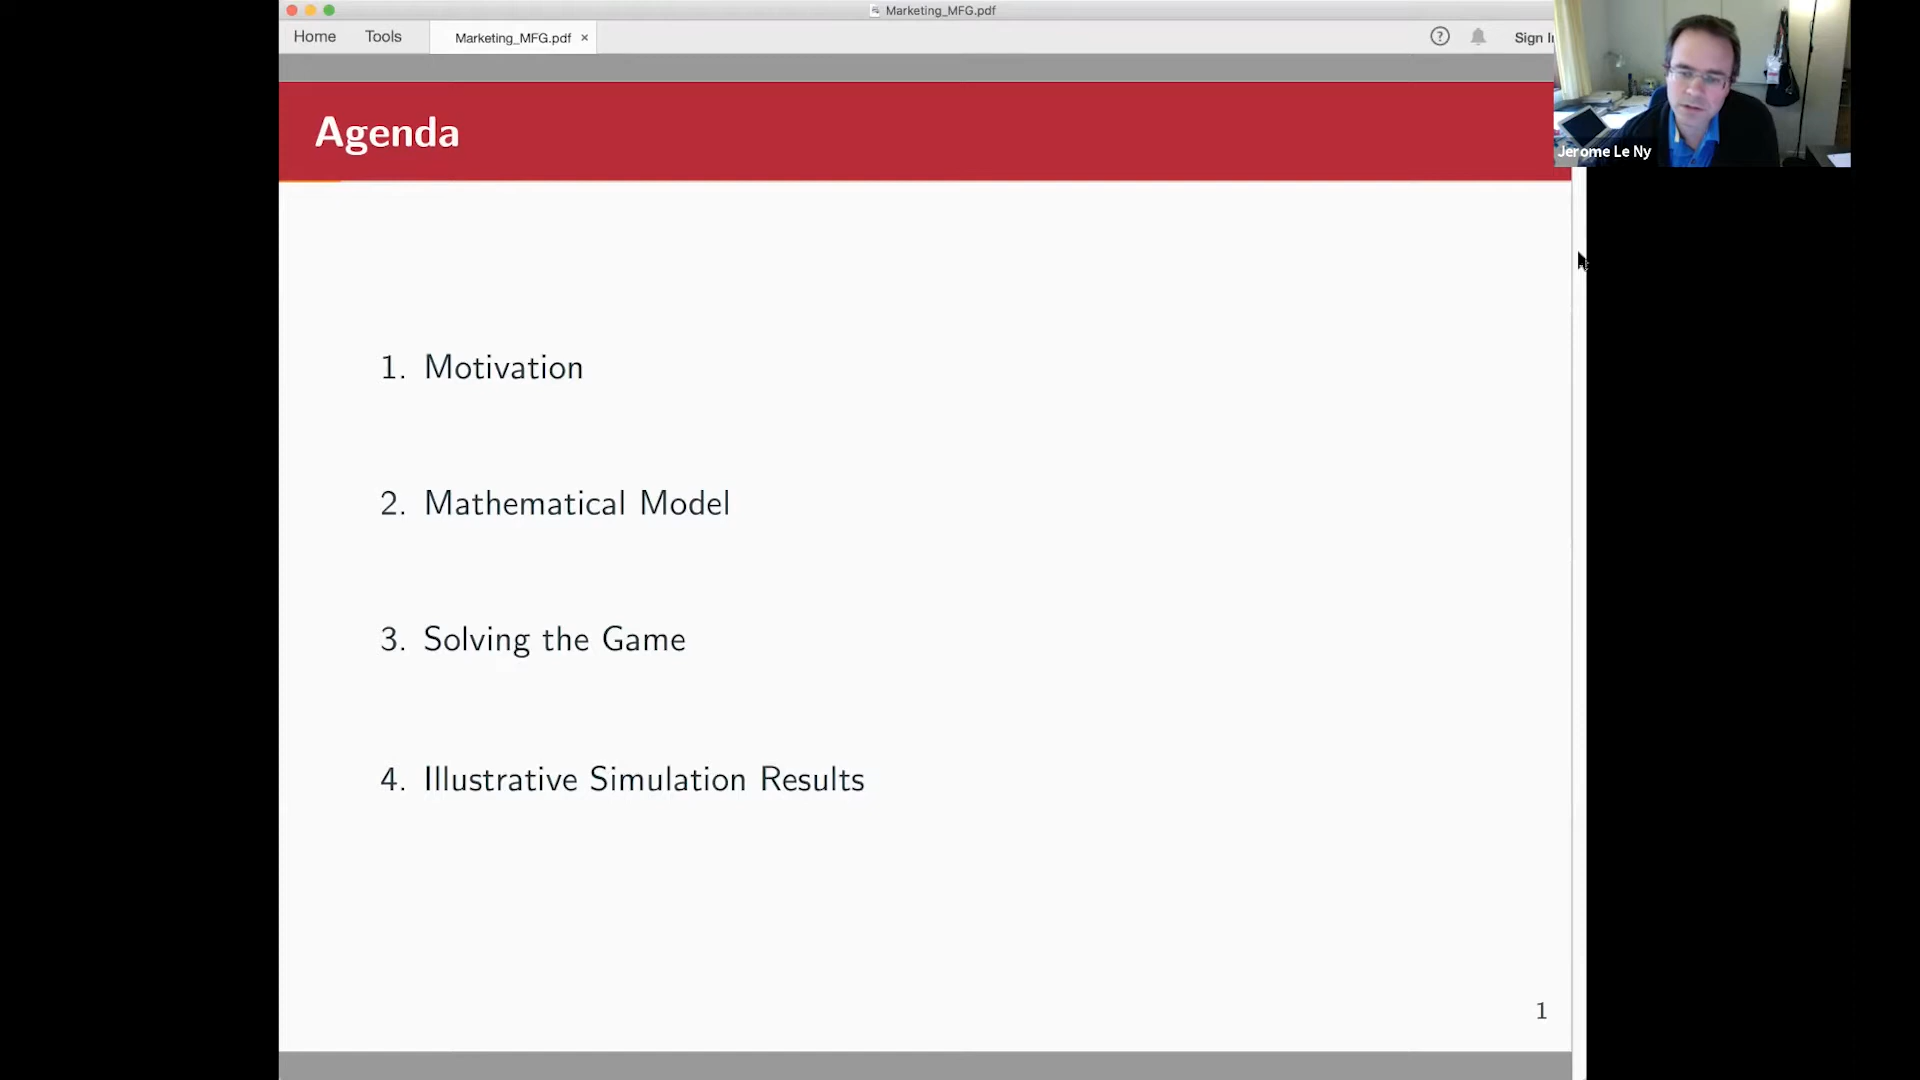 Marketing_MFG.pdf
Home Tools Marketing_MFG.pdf × ? Sign I
Jerome Le Ny
Agenda
1. Motivation
2. Mathematical Model
3. Solving the Game
4. Illustrative Simulation Results
1